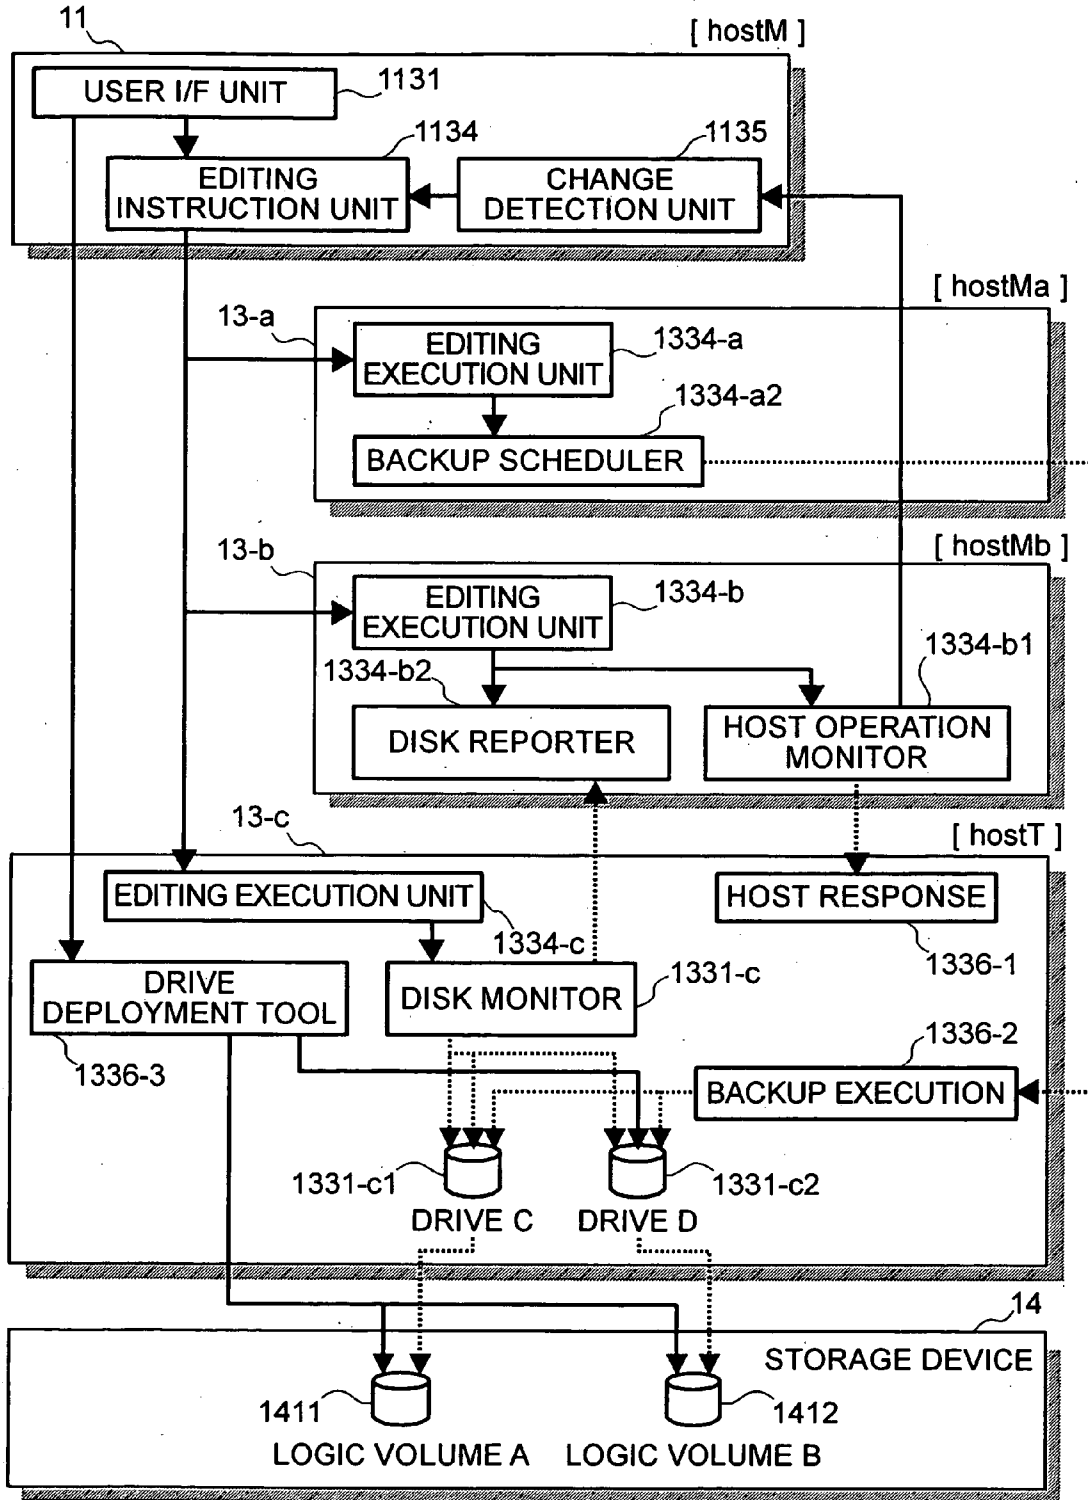 11
[ hostM ]
USER I/F UNIT
1131
1134
1135
EDITING
INSTRUCTION UNIT
CHANGE
DETECTION UNIT
[ hostMa ]
13-a
EDITING
EXECUTION UNIT
1334-a
1334-a2
BACKUP SCHEDULER
[ hostMb ]
13-b
EDITING
EXECUTION UNIT
1334-b
1334-b2
1334-b1
DISK REPORTER
HOST OPERATION
MONITOR
13-c
[ hostT ]
EDITING EXECUTION UNIT
HOST RESPONSE
1334-c
1336-1
DRIVE
DEPLOYMENT TOOL
DISK MONITOR
1331-c
1336-2
1336-3
BACKUP EXECUTION
1331-c1
1331-c2
DRIVE C
DRIVE D
14
STORAGE DEVICE
1411
1412
LOGIC VOLUME A
LOGIC VOLUME B